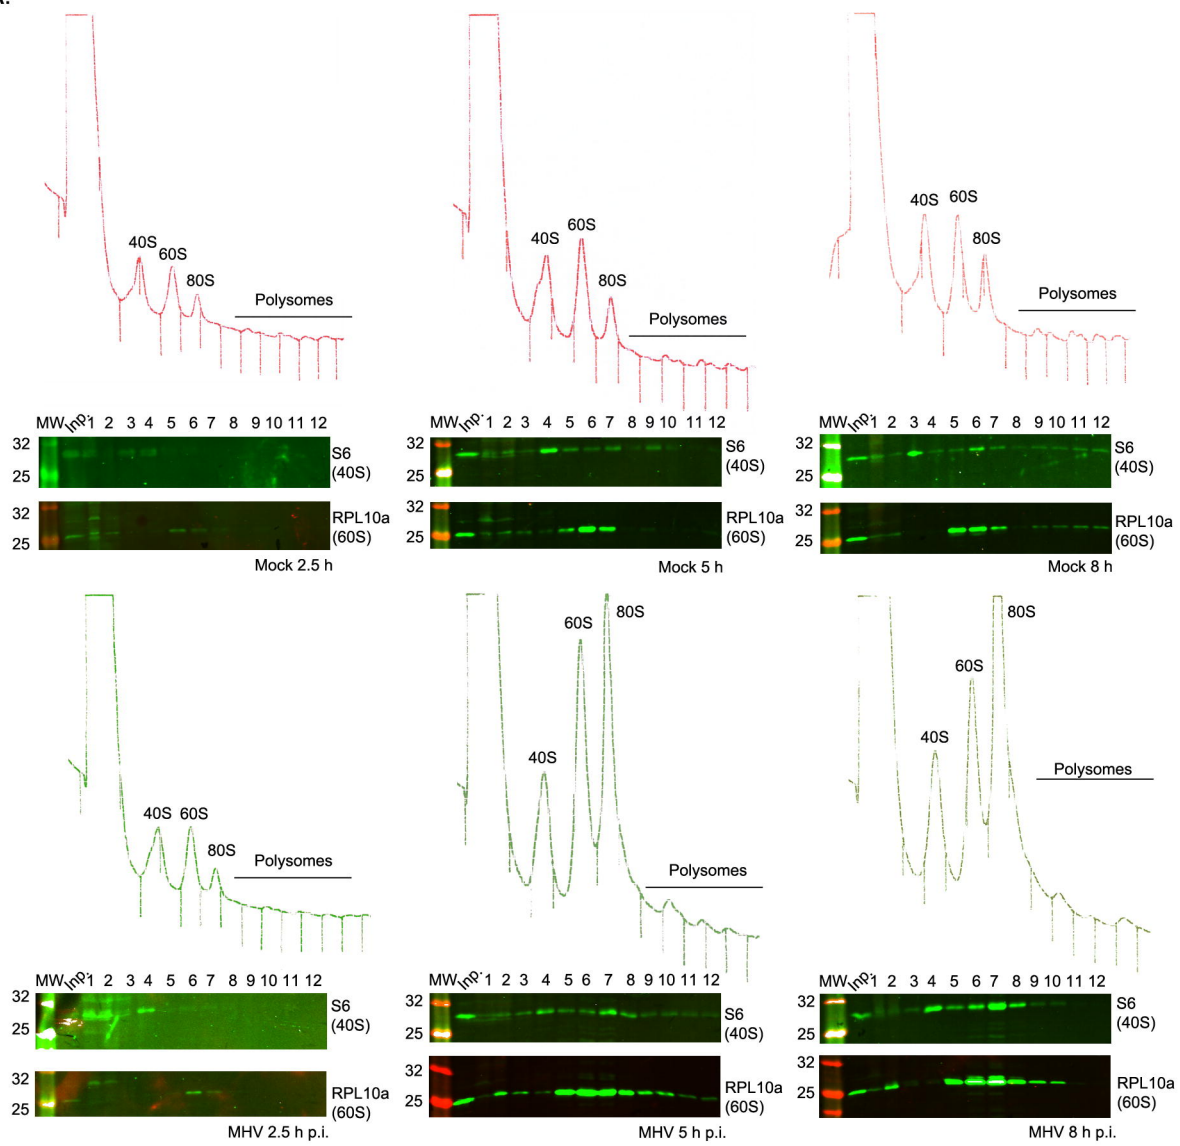 40S 60S 80S Polysomes
40S 60S 80S Polysomes
40S 60S 80S Polysomes
MW Inp. 1 2 3 4 5 6 7 8 9 10 11 12
32
25
S6
(40S)
32
25
RPL10a
(60S)
Mock 2.5 h
MW Inp. 1 2 3 4 5 6 7 8 9 10 11 12
32
25
S6
(40S)
32
25
RPL10a
(60S)
Mock 5 h
MW Inp. 1 2 3 4 5 6 7 8 9 10 11 12
32
25
S6
(40S)
32
25
RPL10a
(60S)
Mock 8 h
40S 60S 80S Polysomes
40S 60S 80S Polysomes
40S 60S 80S Polysomes
MW Inp. 1 2 3 4 5 6 7 8 9 10 11 12
32
25
S6
(40S)
32
25
RPL10a
(60S)
MHV 2.5 h p.i.
MW Inp. 1 2 3 4 5 6 7 8 9 10 11 12
32
25
S6
(40S)
32
25
RPL10a
(60S)
MHV 5 h p.i.
MW Inp. 1 2 3 4 5 6 7 8 9 10 11 12
32
25
S6
(40S)
32
25
RPL10a
(60S)
MHV 8 h p.i.